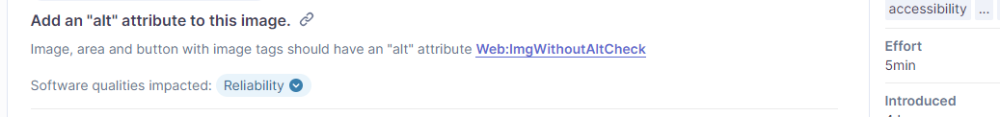 Add an "alt" attribute to this image.
Image, area and button with image tags should have an "alt" attribute Web:ImgWithoutAltCheck
Software qualities impacted: Reliability
accessibility ...
Effort
5min
Introduced